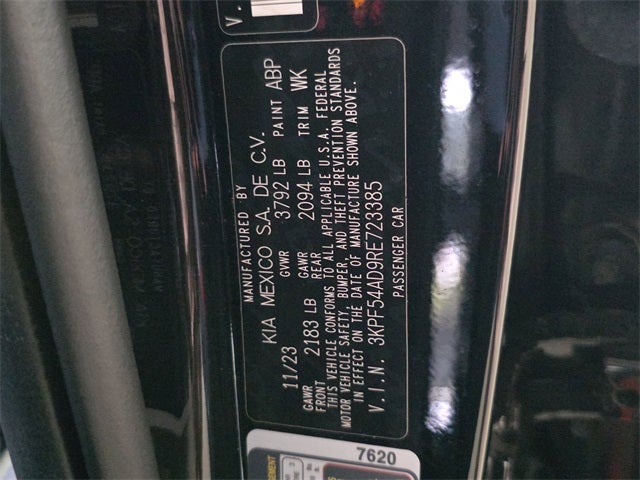 V.
MANUFACTURED BY
KIA MEXICO S.A. DE C.V.
11/23 GVWR 3792 LB PAINT ABP
GAWR FRONT 2183 LB GAWR REAR 2094 LB TRIM WK
THIS VEHICLE CONFORMS TO ALL APPLICABLE U.S.A. FEDERAL
MOTOR VEHICLE SAFETY, BUMPER, AND THEFT PREVENTION STANDARDS
IN EFFECT ON THE DATE OF MANUFACTURE SHOWN ABOVE.
V.I.N. 3KPF54AD9RE723385
PASSENGER CAR
7620